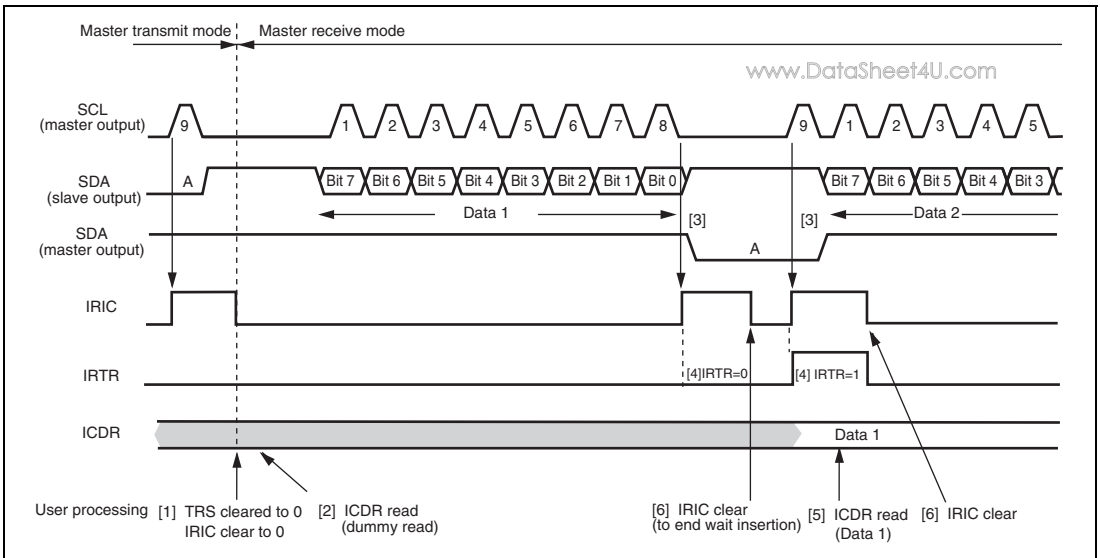 Master transmit mode Master receive mode
www.DataSheet4U.com
SCL
(master output)
9 1 2 3 4 5 6 7 8 9 1 2 3 4 5
SDA
(slave output)
A Bit 7 Bit 6 Bit 5 Bit 4 Bit 3 Bit 2 Bit 1 Bit 0 Bit 7 Bit 6 Bit 5 Bit 4 Bit 3
Data 1 [3] [3] Data 2
SDA
(master output)
A
IRIC
IRTR
[4]IRTR=0 [4] IRTR=1
ICDR
Data 1
User processing [1] TRS cleared to 0
IRIC clear to 0
[2] ICDR read
(dummy read)
[6] IRIC clear
(to end wait insertion)
[5] ICDR read
(Data 1)
[6] IRIC clear